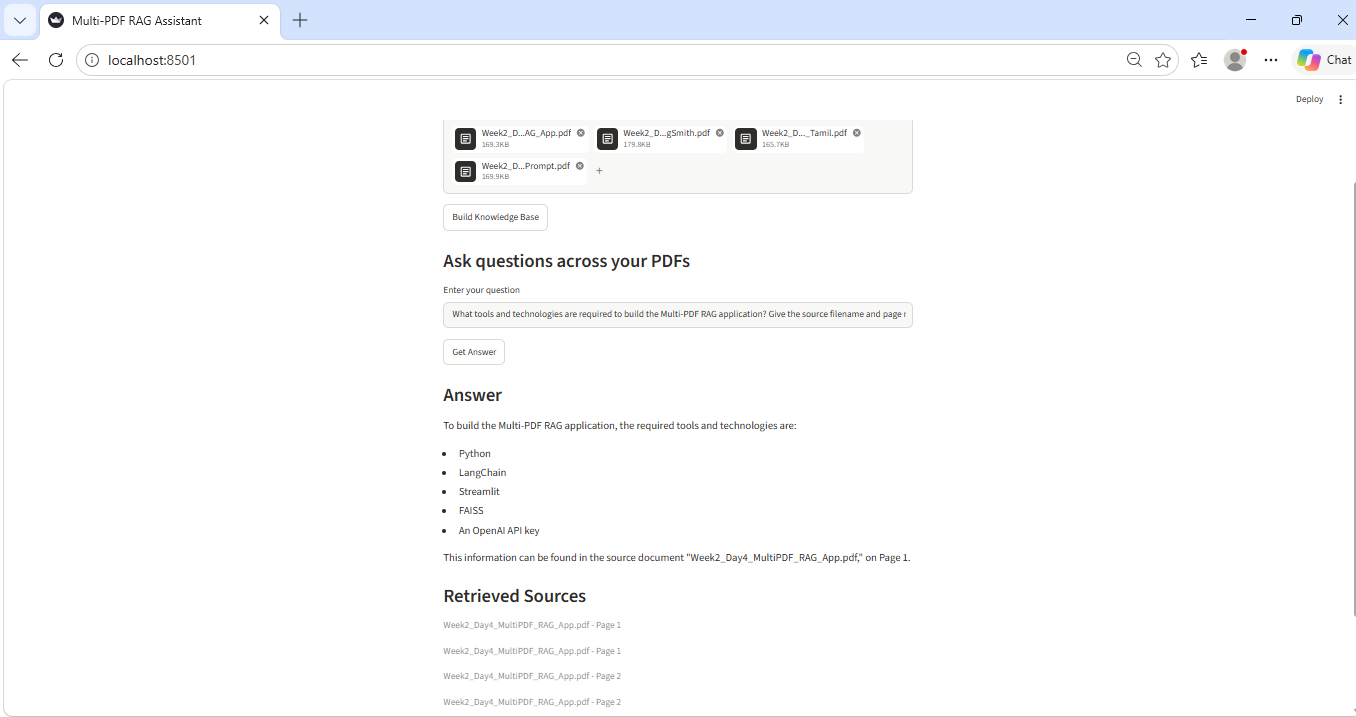 Multi-PDF RAG Assistant
localhost:8501
Chat
Deploy
Week2_D...AG_App.pdf
169.3KB
Week2_D...gSmith.pdf
179.8KB
Week2_D..._Tamil.pdf
165.7KB
Week2_D...Prompt.pdf
169.9KB
Build Knowledge Base
Ask questions across your PDFs
Enter your question
What tools and technologies are required to build the Multi-PDF RAG application? Give the source filename and page
Get Answer
Answer
To build the Multi-PDF RAG application, the required tools and technologies are:
Python
LangChain
Streamlit
FAISS
An OpenAI API key
This information can be found in the source document "Week2_Day4_MultiPDF_RAG_App.pdf," on Page 1.
Retrieved Sources
Week2_Day4_MultiPDF_RAG_App.pdf - Page 1
Week2_Day4_MultiPDF_RAG_App.pdf - Page 1
Week2_Day4_MultiPDF_RAG_App.pdf - Page 2
Week2_Day4_MultiPDF_RAG_App.pdf - Page 2